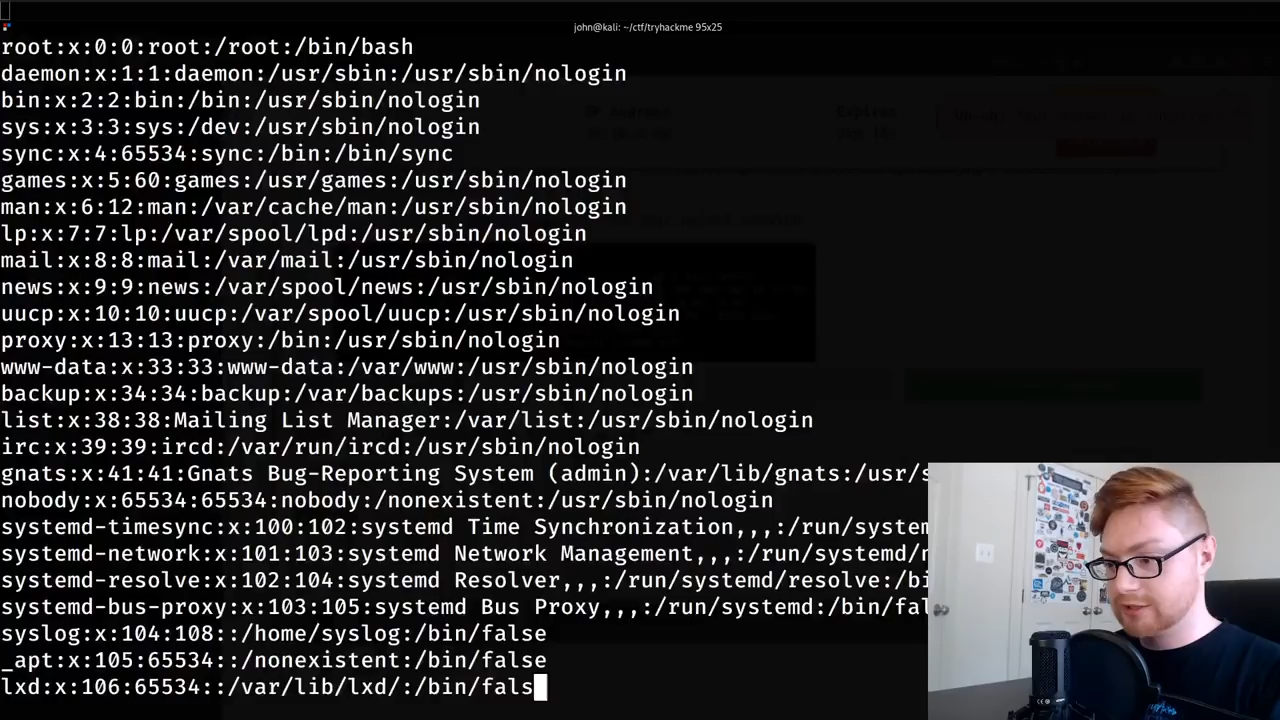 john@kali: ~/ctf/tryhackme 95x25
root:x:0:0:root:/root:/bin/bash
daemon:x:1:1:daemon:/usr/sbin:/usr/sbin/nologin
bin:x:2:2:bin:/bin:/usr/sbin/nologin
sys:x:3:3:sys:/dev:/usr/sbin/nologin
sync:x:4:65534:sync:/bin:/bin/sync
games:x:5:60:games:/usr/games:/usr/sbin/nologin
man:x:6:12:man:/var/cache/man:/usr/sbin/nologin
lp:x:7:7:lp:/var/spool/lpd:/usr/sbin/nologin
mail:x:8:8:mail:/var/mail:/usr/sbin/nologin
news:x:9:9:news:/var/spool/news:/usr/sbin/nologin
uucp:x:10:10:uucp:/var/spool/uucp:/usr/sbin/nologin
proxy:x:13:13:proxy:/bin:/usr/sbin/nologin
www-data:x:33:33:www-data:/var/www:/usr/sbin/nologin
backup:x:34:34:backup:/var/backups:/usr/sbin/nologin
list:x:38:38:Mailing List Manager:/var/list:/usr/sbin/nologin
irc:x:39:39:ircd:/var/run/ircd:/usr/sbin/nologin
gnats:x:41:41:Gnats Bug-Reporting System (admin):/var/lib/gnats:/usr/s
nobody:x:65534:65534:nobody:/nonexistent:/usr/sbin/nologin
systemd-timesync:x:100:102:systemd Time Synchronization,,,:/run/system
systemd-network:x:101:103:systemd Network Management,,,:/run/systemd/n
systemd-resolve:x:102:104:systemd Resolver,,,:/run/systemd/resolve:/bi
systemd-bus-proxy:x:103:105:systemd Bus Proxy,,,:/run/systemd:/bin/fal
syslog:x:104:108::/home/syslog:/bin/false
_apt:x:105:65534::/nonexistent:/bin/false
lxd:x:106:65534::/var/lib/lxd/:/bin/fals